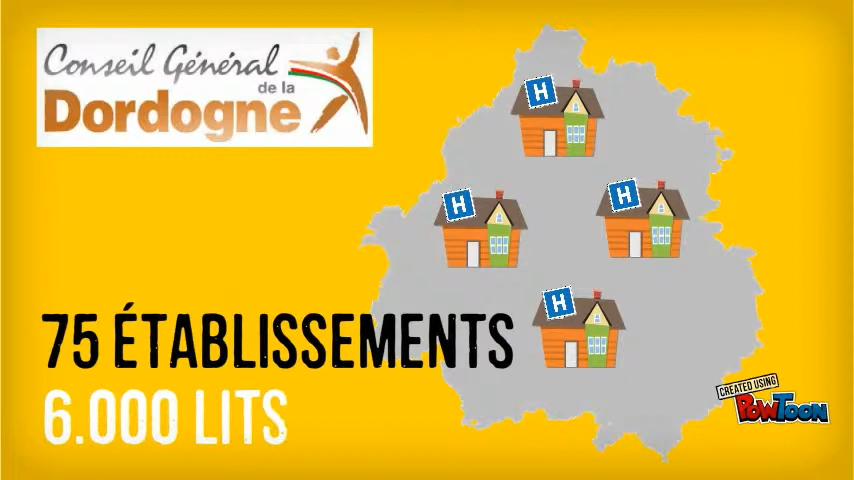 Conseil Général
de la
Dordogne
H
H
H
H
75 ÉTABLISSEMENTS
6.000 LITS
CREATED USING
POWTOON